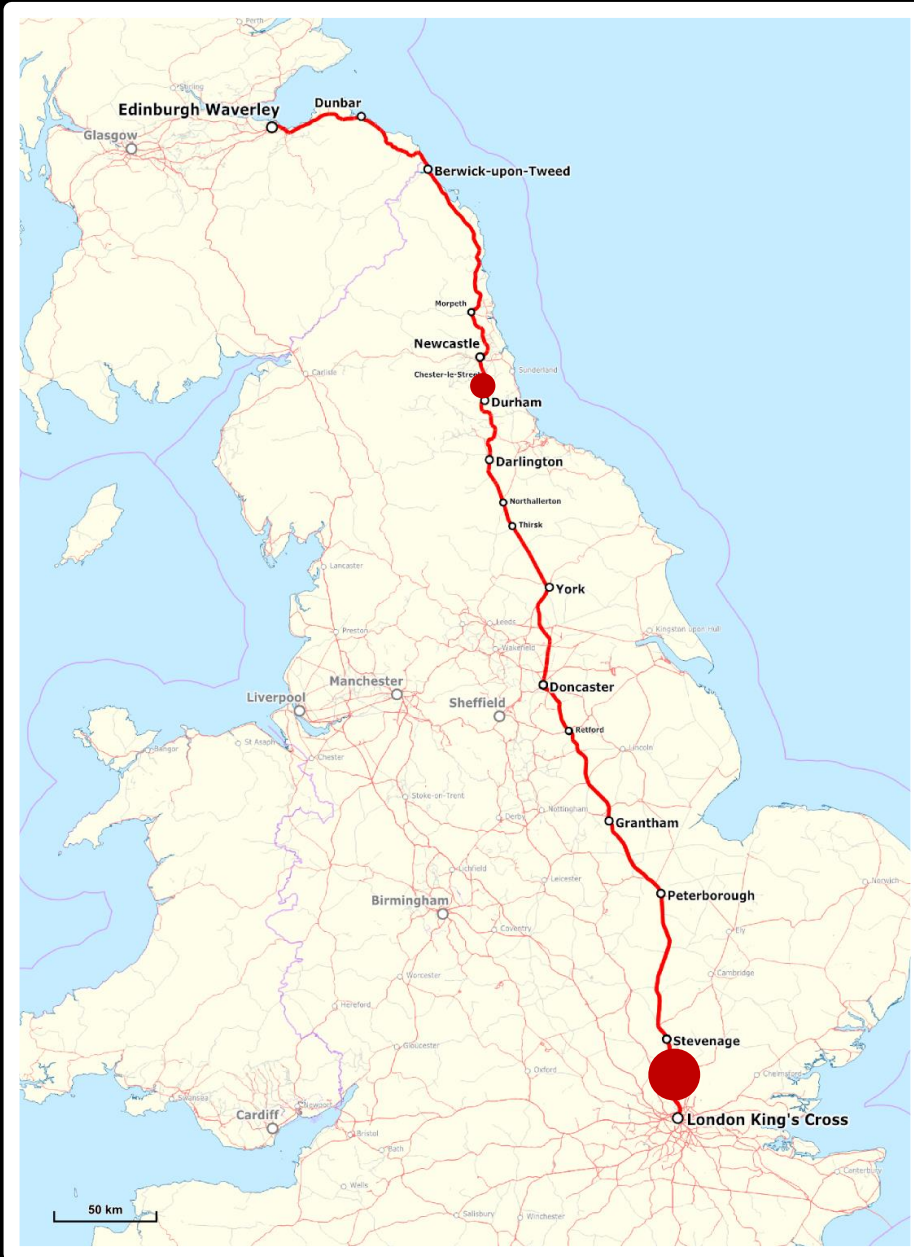 Perth
Stirling
Edinburgh Waverley
Dunbar
Glasgow
Berwick-upon-Tweed
Morpeth
Newcastle
Sunderland
Carlisle
Durham
Darlington
Northallerton
Thirsk
York
Lancaster
Preston
Leeds
Kingston upon Hull
Wakefield
Manchester
Doncaster
Liverpool
Sheffield
Retford
Bangor
St Asaph
Chester
Lincoln
Stoke-on-Trent
Nottingham
Derby
Grantham
Lichfield
Leicester
Norwich
Peterborough
Birmingham
Coventry
Ely
Worcester
Cambridge
Hereford
Stevenage
Gloucester
Oxford
Chelmsford
Swansea
Newport
Cardiff
London King's Cross
Bristol
Bath
Canterbury
Wells
50 km
Salisbury
Winchester